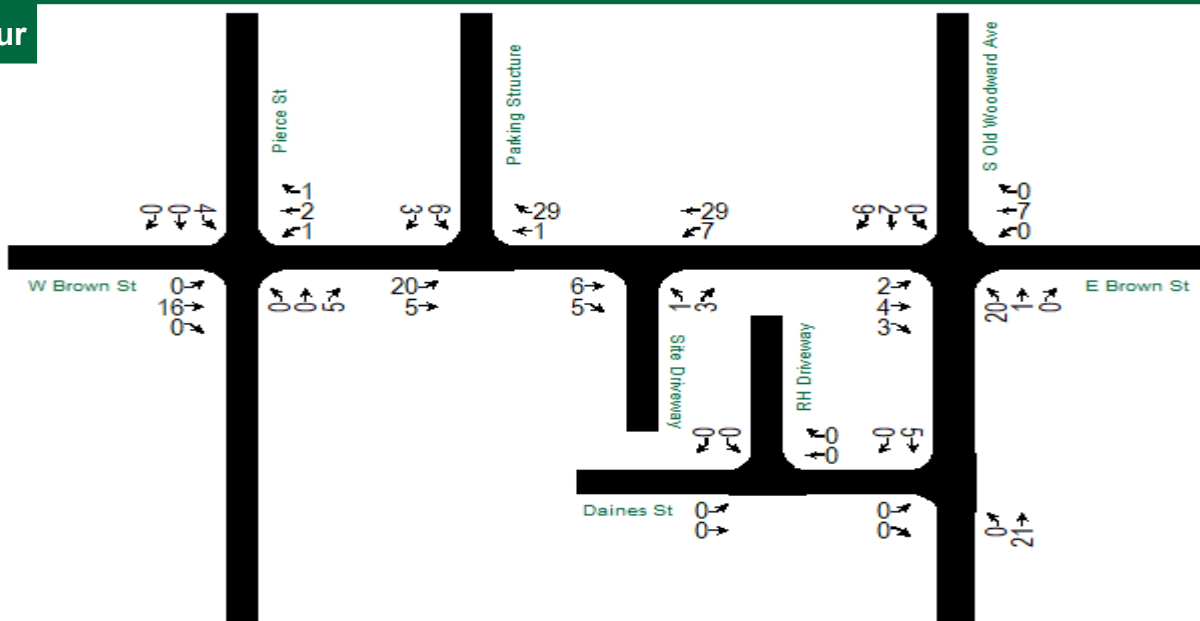 ur
Pierce St
Parking Structure
S Old Woodward Ave
0 0 4
1
2
1
3 6
29
1
29
7
9 2 0
0
7
0
W Brown St
0
16
0
0 0 5
20
5
6
5
1 3
2
4
3
20 1 0
E Brown St
Site Driveway
RH Driveway
0 0
0
0
0 5
Daines St
0
0
0
0
0 21